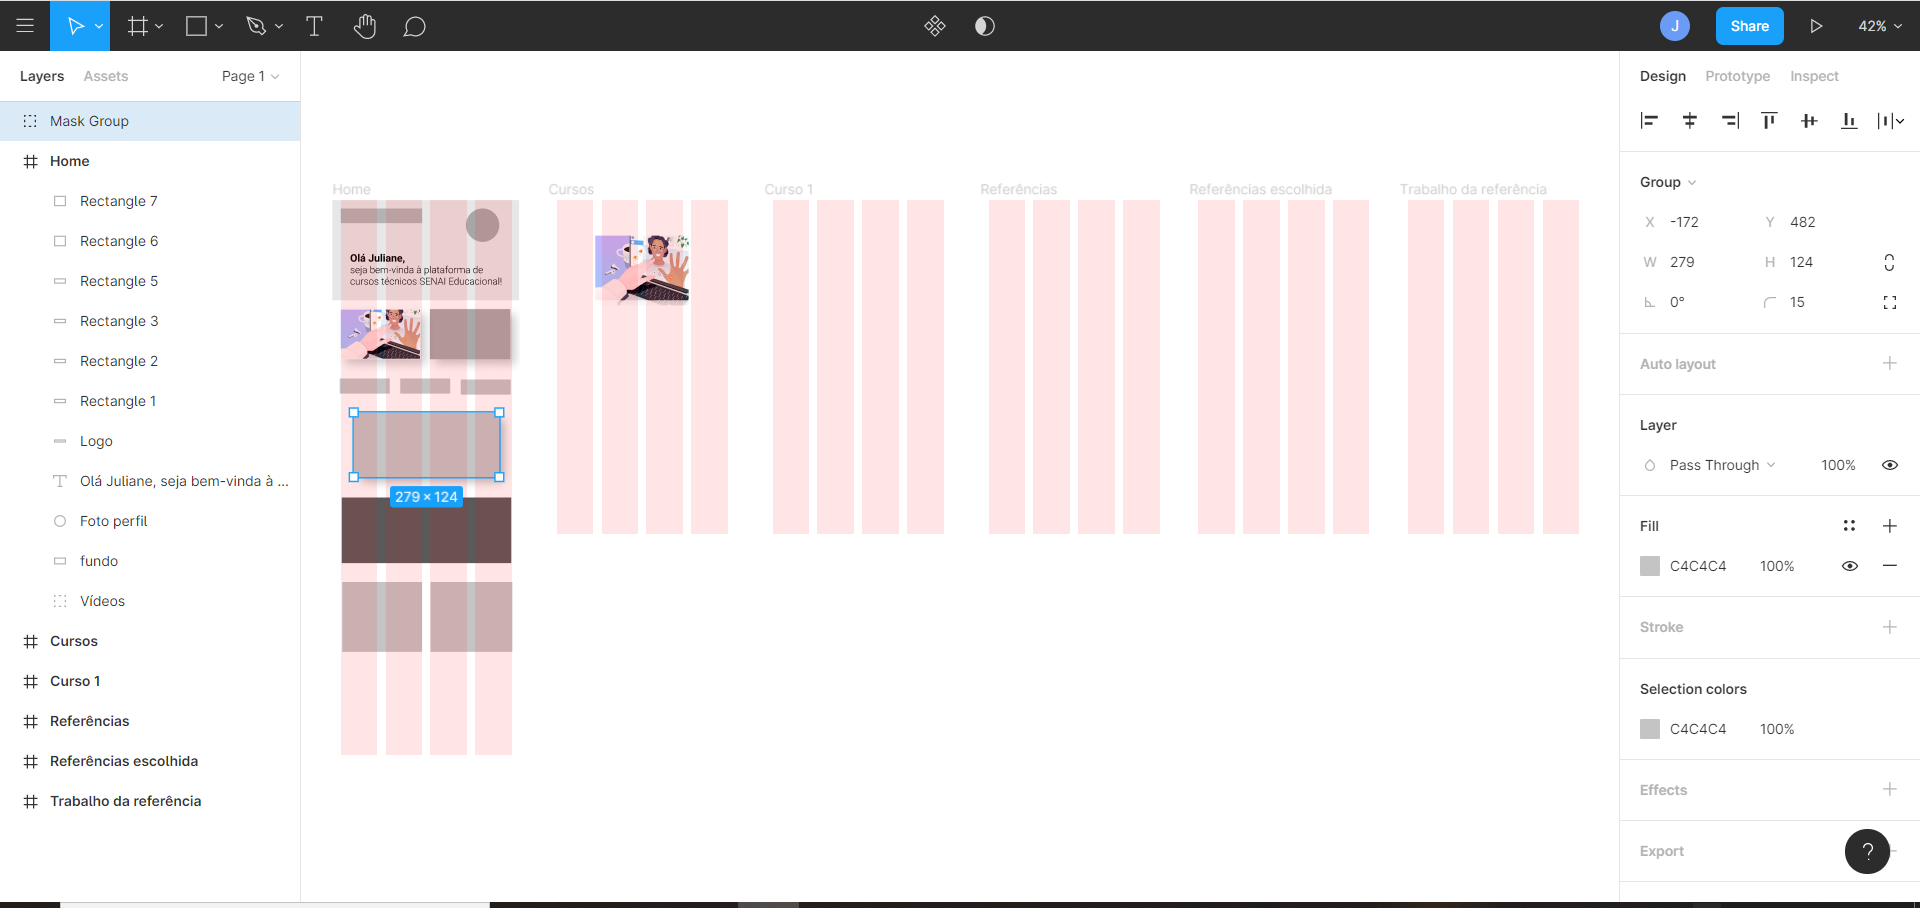 J
Share
42%
Layers
Assets
Page 1
Mask Group
Home
Rectangle 7
Rectangle 6
Rectangle 5
Rectangle 3
Rectangle 2
Rectangle 1
Logo
Olá Juliane, seja bem-vinda à ...
Foto perfil
fundo
Vídeos
Cursos
Curso 1
Referências
Referências escolhida
Trabalho da referência
Home
Cursos
Curso 1
Referências
Referências escolhida
Trabalho da referência
Olá Juliane,
seja bem-vinda à plataforma de
cursos técnicos SENAI Educacional!
279 × 124
Design
Prototype
Inspect
Group
X -172
Y 482
W 279
H 124
0°
15
Auto layout
Layer
Pass Through
100%
Fill
C4C4C4 100%
Stroke
Selection colors
C4C4C4 100%
Effects
Export
?